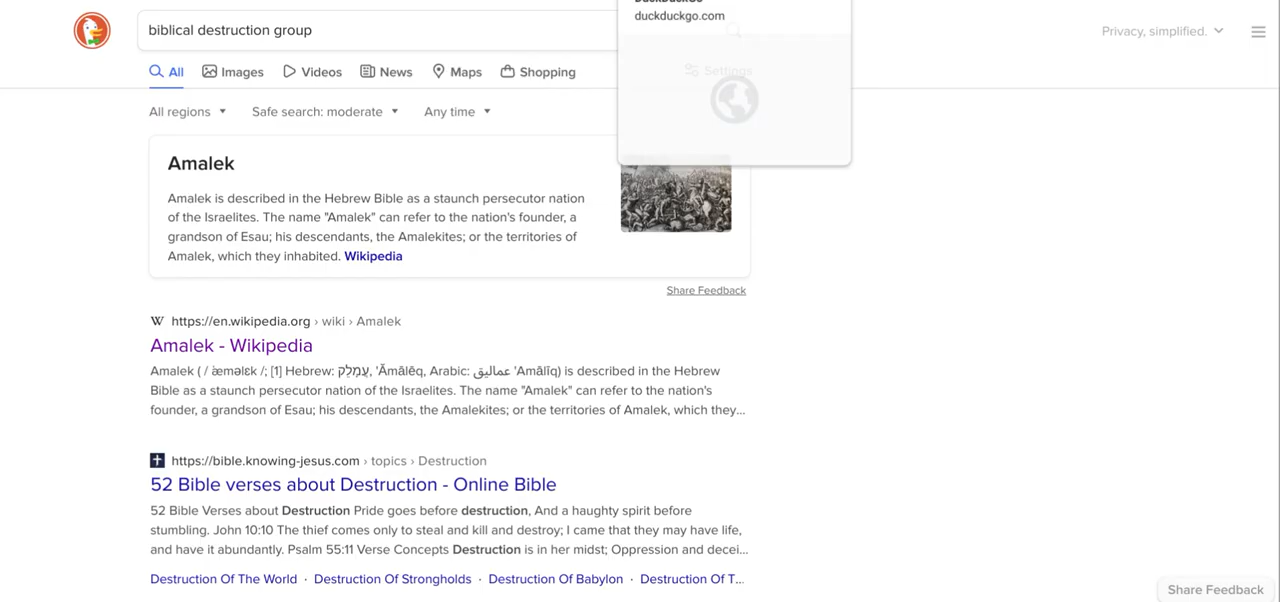 biblical destruction group
duckduckgo.com
Privacy, simplified.
All
Images
Videos
News
Maps
Shopping
Settings
All regions
Safe search: moderate
Any time
Amalek
Amalek is described in the Hebrew Bible as a staunch persecutor nation
of the Israelites. The name "Amalek" can refer to the nation's founder, a
grandson of Esau; his descendants, the Amalekites; or the territories of
Amalek, which they inhabited. Wikipedia
Share Feedback
W https://en.wikipedia.org › wiki › Amalek
Amalek - Wikipedia
Amalek ( / ˈæməlɛk /; [1] Hebrew: עֲמָלֵק, 'Ămālēq, Arabic: عماليق 'Amālīq) is described in the Hebrew
Bible as a staunch persecutor nation of the Israelites. The name "Amalek" can refer to the nation's
founder, a grandson of Esau; his descendants, the Amalekites; or the territories of Amalek, which they...
https://bible.knowing-jesus.com › topics › Destruction
52 Bible verses about Destruction - Online Bible
52 Bible Verses about Destruction Pride goes before destruction, And a haughty spirit before
stumbling. John 10:10 The thief comes only to steal and kill and destroy; I came that they may have life,
and have it abundantly. Psalm 55:11 Verse Concepts Destruction is in her midst; Oppression and decei...
Destruction Of The World · Destruction Of Strongholds · Destruction Of Babylon · Destruction Of T...
Share Feedback